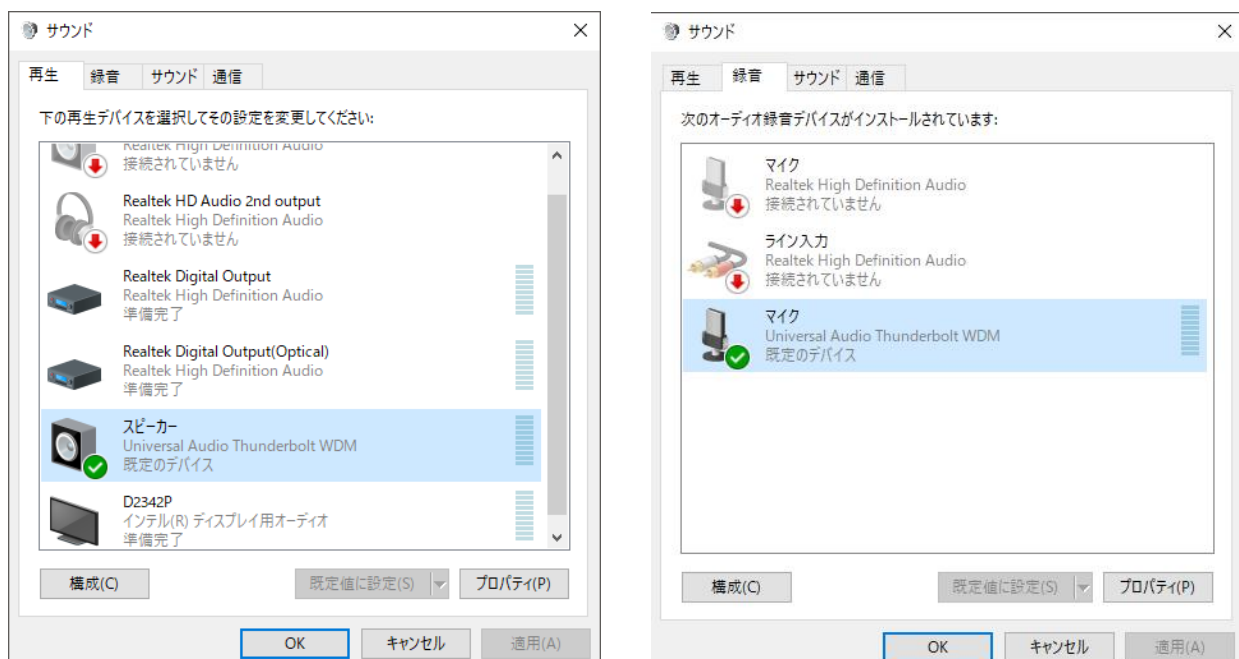 サウンド
再生
録音
サウンド
通信
下の再生デバイスを選択してその設定を変更してください:
Realtek High Definition Audio
接続されていません
Realtek HD Audio 2nd output
Realtek High Definition Audio
接続されていません
Realtek Digital Output
Realtek High Definition Audio
準備完了
Realtek Digital Output(Optical)
Realtek High Definition Audio
準備完了
スピーカー
Universal Audio Thunderbolt WDM
既定のデバイス
D2342P
インテル(R) ディスプレイ用オーディオ
準備完了
構成(C)
既定値に設定(S)
プロパティ(P)
OK
キャンセル
適用(A)
サウンド
再生
録音
サウンド
通信
次のオーディオ録音デバイスがインストールされています:
マイク
Realtek High Definition Audio
接続されていません
ライン入力
Realtek High Definition Audio
接続されていません
マイク
Universal Audio Thunderbolt WDM
既定のデバイス
構成(C)
既定値に設定(S)
プロパティ(P)
OK
キャンセル
適用(A)